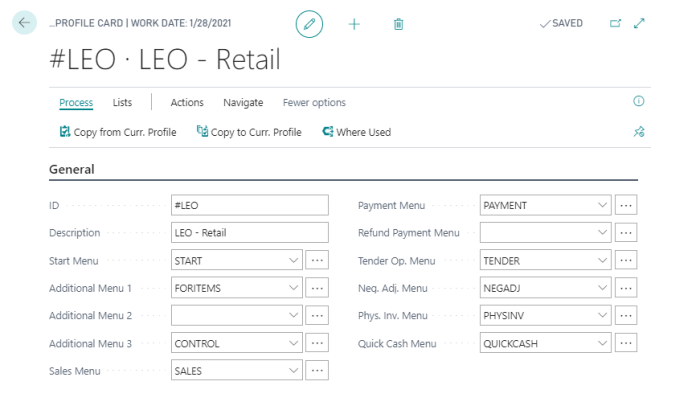 ...PROFILE CARD | WORK DATE: 1/28/2021
SAVED
#LEO · LEO - Retail
Process Lists Actions Navigate Fewer options
Copy from Curr. Profile Copy to Curr. Profile Where Used
General
ID #LEO Payment Menu PAYMENT
Description LEO - Retail Refund Payment Menu
Start Menu START Tender Op. Menu TENDER
Additional Menu 1 FORITEMS Neg. Adj. Menu NEGADJ
Additional Menu 2 Phys. Inv. Menu PHYSINV
Additional Menu 3 CONTROL Quick Cash Menu QUICKCASH
Sales Menu SALES